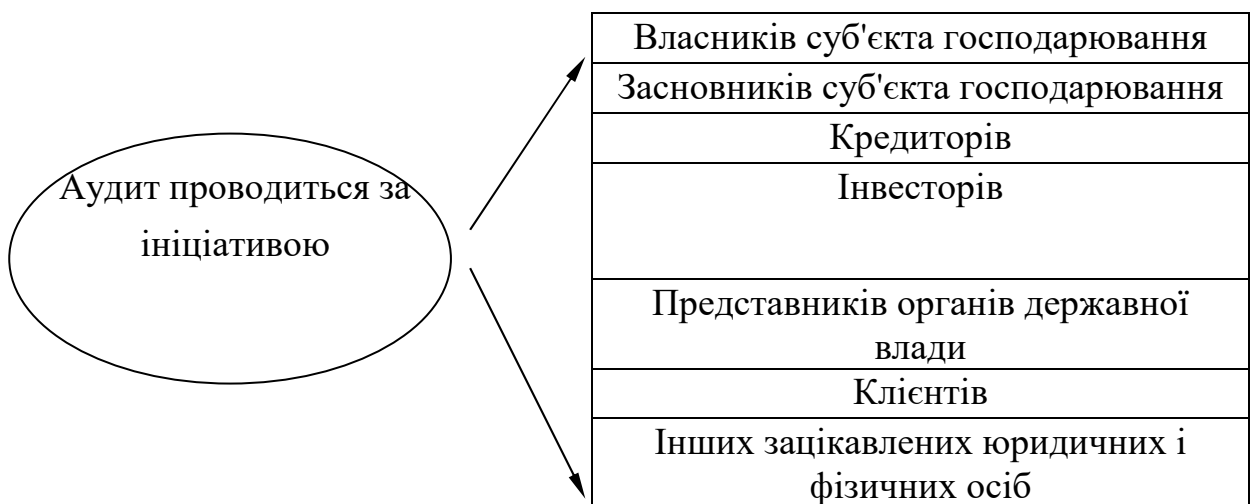 Аудит проводиться за
ініціативою
Власників суб'єкта господарювання
Засновників суб'єкта господарювання
Кредиторів
Інвесторів
Представників органів державної
влади
Клієнтів
Інших зацікавлених юридичних і
фізичних осіб